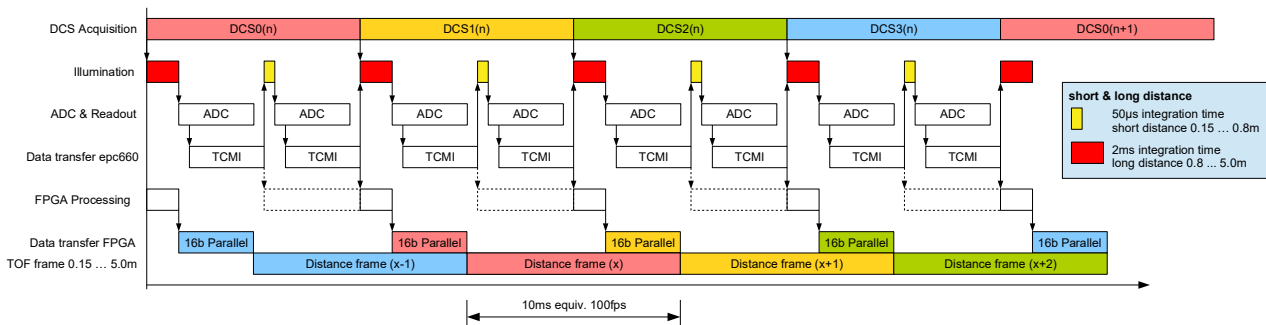 DCS Acquisition
DCS0(n)
DCS1(n)
DCS2(n)
DCS3(n)
DCS0(n+1)
Illumination
short & long distance
50µs integration time
short distance 0.15 ... 0.8m
2ms integration time
long distance 0.8 ... 5.0m
ADC & Readout
ADC
ADC
ADC
ADC
ADC
ADC
ADC
ADC
Data transfer epc660
TCMI
TCMI
TCMI
TCMI
TCMI
TCMI
TCMI
TCMI
FPGA Processing
Data transfer FPGA
16b Parallel
16b Parallel
16b Parallel
16b Parallel
16b Parallel
TOF frame 0.15 ... 5.0m
Distance frame (x-1)
Distance frame (x)
Distance frame (x+1)
Distance frame (x+2)
10ms equiv. 100fps